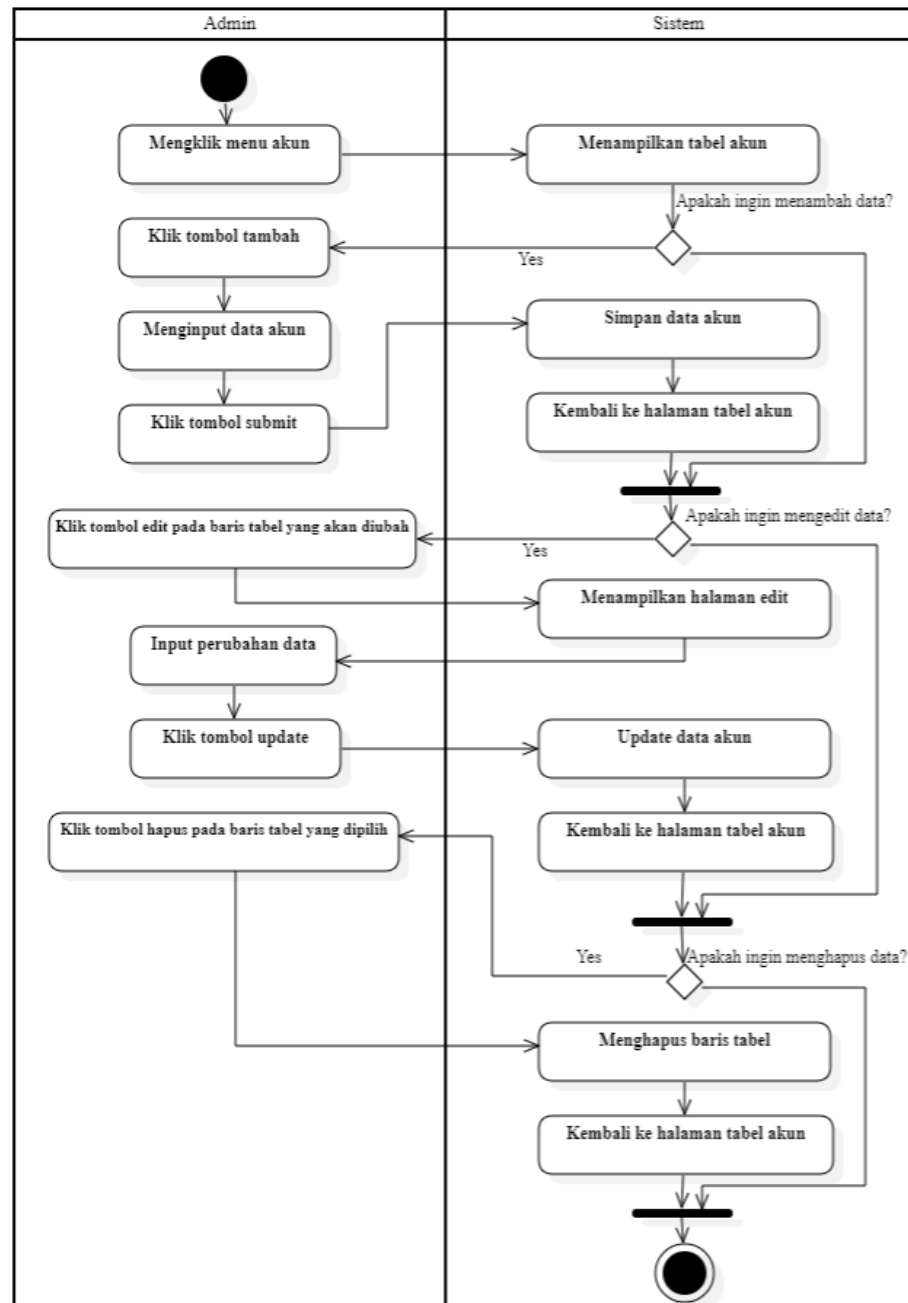 Admin
Sistem
Mengklik menu akun
Menampilkan tabel akun
Apakah ingin menambah data?
Klik tombol tambah
Yes
Menginput data akun
Simpan data akun
Klik tombol submit
Kembali ke halaman tabel akun
Apakah ingin mengedit data?
Klik tombol edit pada baris tabel yang akan diubah
Yes
Menampilkan halaman edit
Input perubahan data
Klik tombol update
Update data akun
Klik tombol hapus pada baris tabel yang dipilih
Kembali ke halaman tabel akun
Yes
Apakah ingin menghapus data?
Menghapus baris tabel
Kembali ke halaman tabel akun